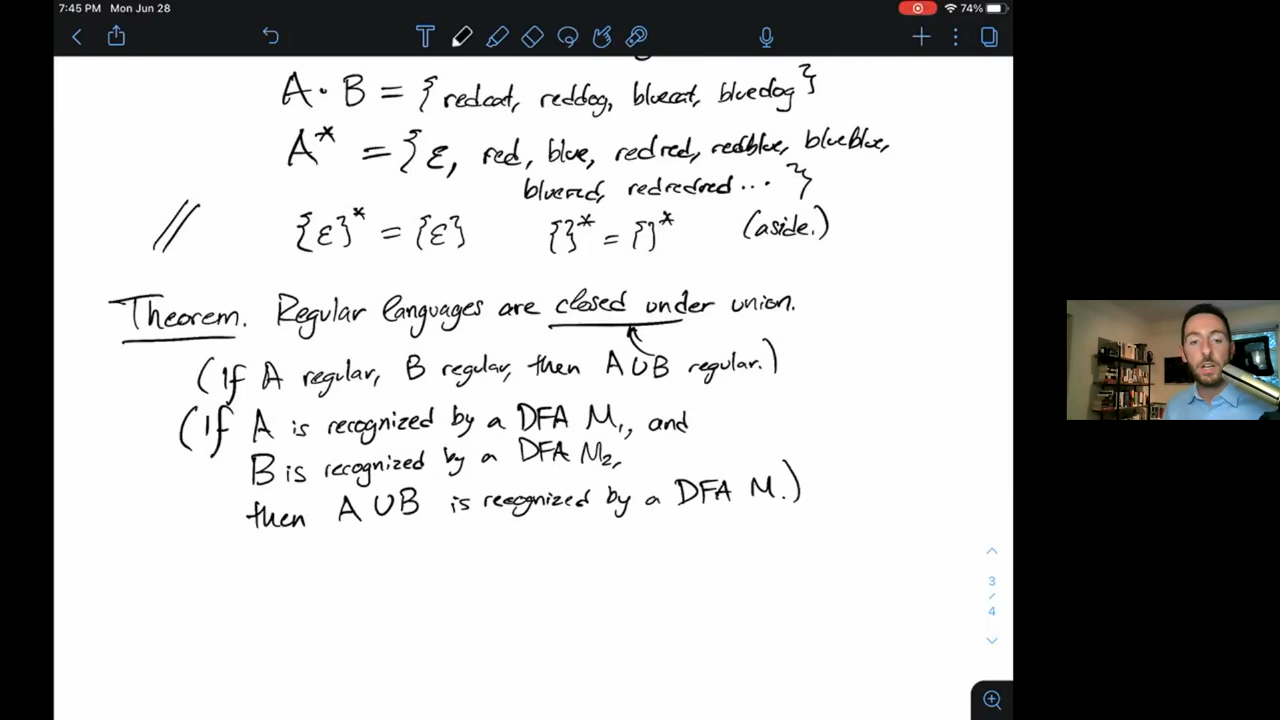 7:45 PM Mon Jun 28
74%
T
A · B = {redcat, reddog, bluecat, bluedog}
A* = {ε, red, blue, redred, redblue, blueblue,
bluered, redredred ... }
// {ε}* = {ε} {}* = {}* (aside.)
Theorem. Regular languages are closed under union.
(If A regular, B regular, then A ∪ B regular.)
(If A is recognized by a DFA M₁, and
B is recognized by a DFA M₂,
then A ∪ B is recognized by a DFA M.)
3
/
4